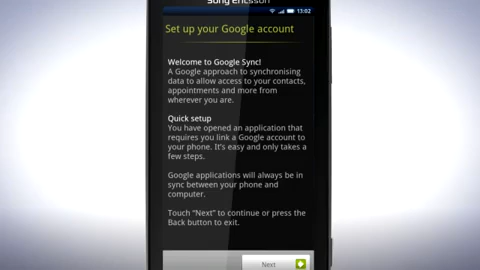 Sony Ericsson
13:02
Set up your Google account
Welcome to Google Sync!
A Google approach to synchronising
data to allow access to your contacts,
appointments and more from
wherever you are.
Quick setup
You have opened an application that
requires you link a Google account to
your phone. It's easy and only takes a
few steps.
Google applications will always be in
sync between your phone and
computer.
Touch "Next" to continue or press the
Back button to exit.
Next